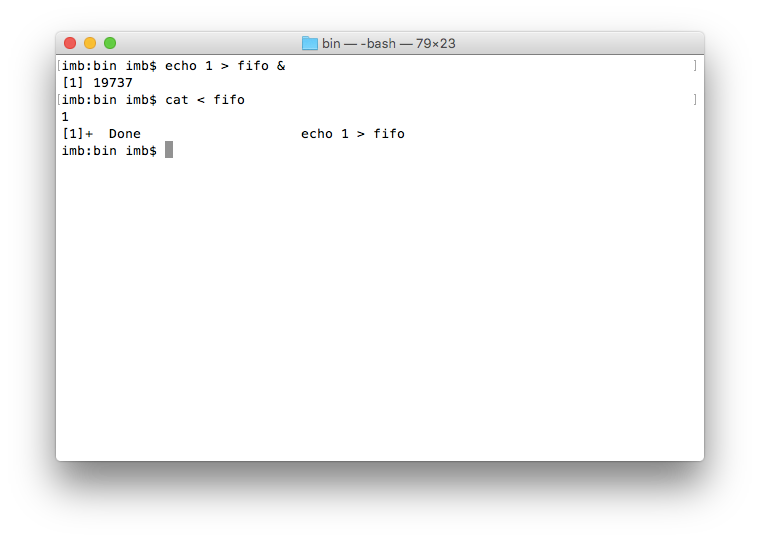 bin — -bash — 79×23
[imb:bin imb$ echo 1 > fifo & ]
[1] 19737
[imb:bin imb$ cat < fifo ]
1
[1]+  Done                    echo 1 > fifo
imb:bin imb$